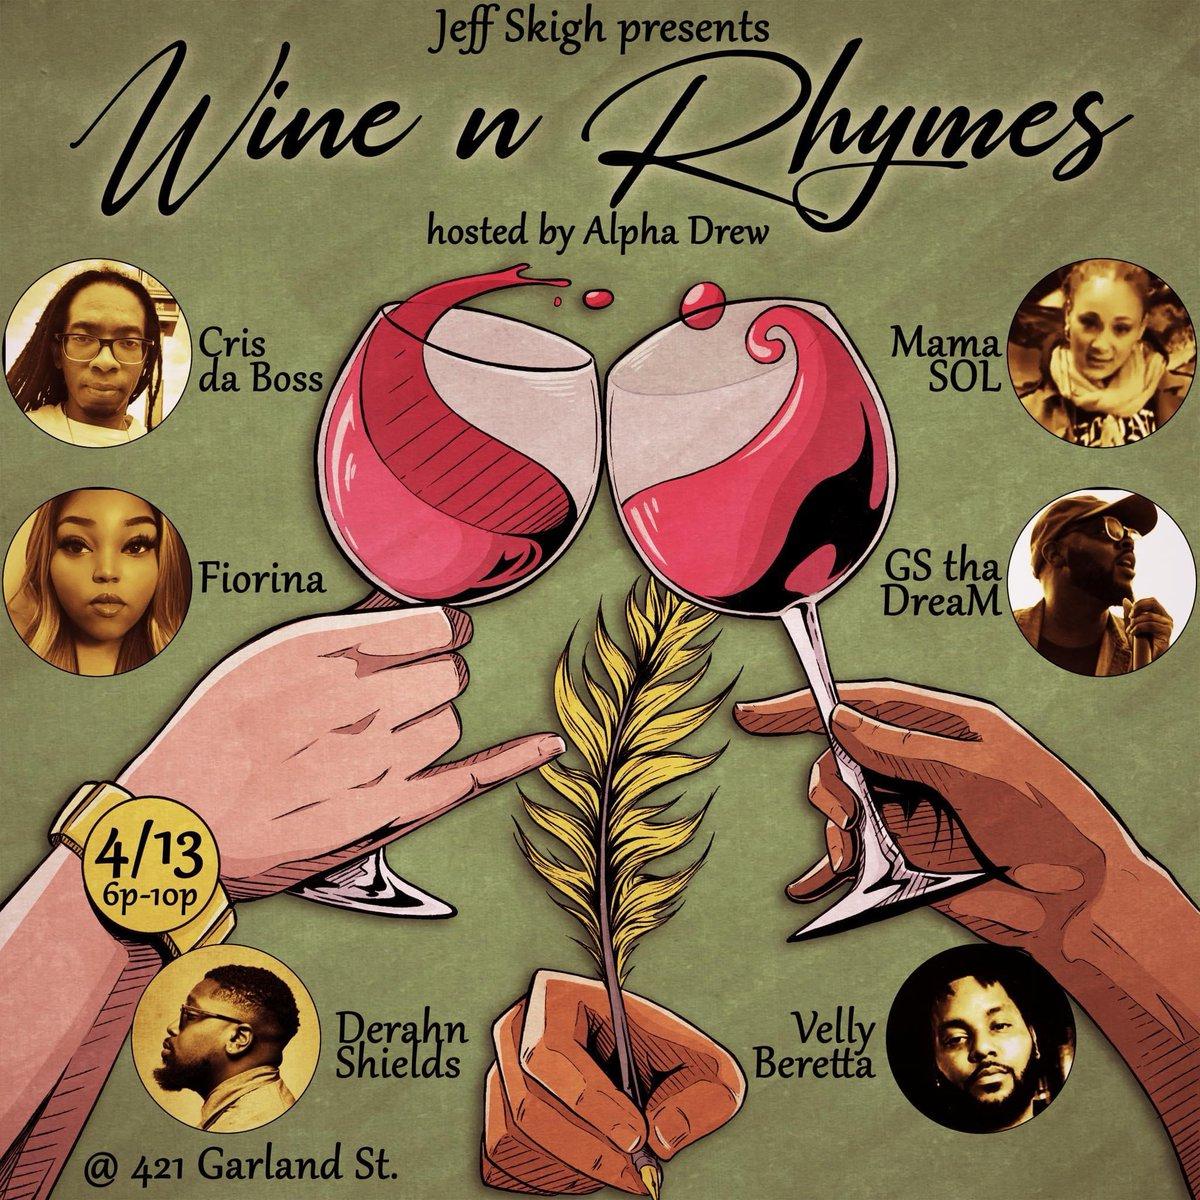 Jeff Skigh presents
Wine n Rhymes
hosted by Alpha Drew
Cris
da Boss
Mama
SOL
Fiorina
GS tha
DreaM
4/13
6p-10p
Derahn
Shields
Velly
Beretta
@ 421 Garland St.